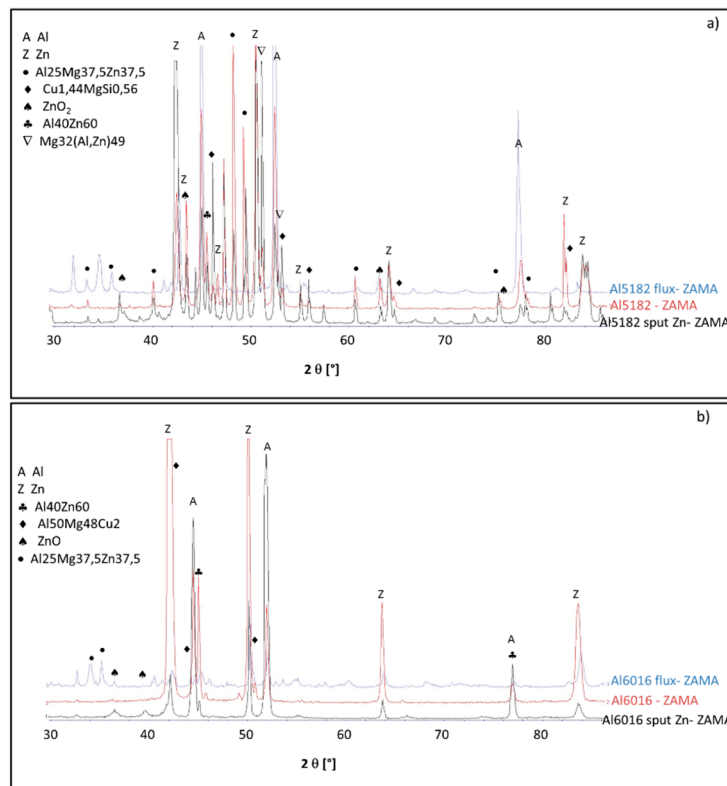 a)
A Al
Z Zn
● Al25Mg37,5Zn37,5
♦ Cu1,44MgSi0,56
♠ ZnO2
♣ Al40Zn60
▽ Mg32(Al,Zn)49
Z A ● Z ▽ A
♦ ● A
Z ♠ ♣ Z ▽ ♦ Z Z ♦ Z
● ● ♠ ● Z ♦ ● ♠ ♦ ● ♠ ●
Al5182 flux- ZAMA
Al5182 - ZAMA
Al5182 sput Zn- ZAMA
30 40 50 60 70 80
2 θ [°]
b)
A Al
Z Zn
♣ Al40Zn60
♦ Al50Mg48Cu2
♠ ZnO
● Al25Mg37,5Zn37,5
Z Z A
♦ A
♣ Z A Z
● ● ♠ ♠ ♦ ♦ ♣
Al6016 flux- ZAMA
Al6016 - ZAMA
Al6016 sput Zn- ZAMA
30 40 50 60 70 80
2 θ [°]